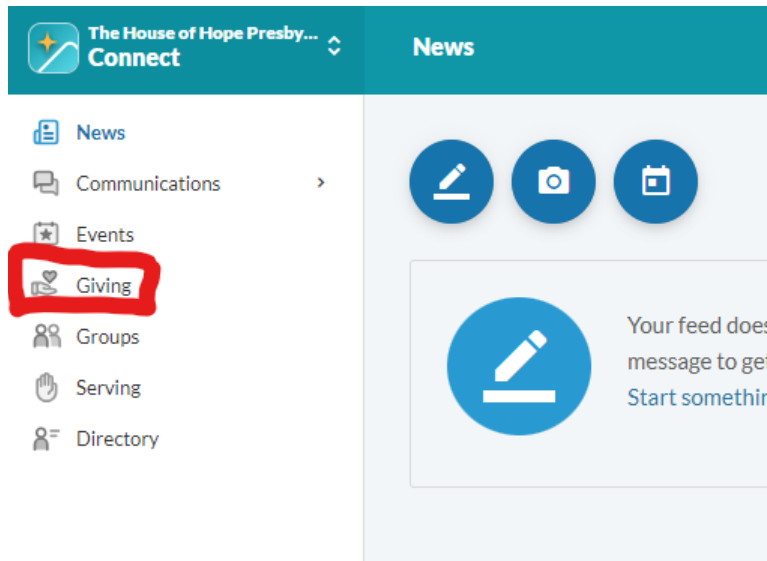 The House of Hope Presby...
Connect
News
News
Communications
Events
Giving
Groups
Serving
Directory
Your feed does
message to get
Start somethin